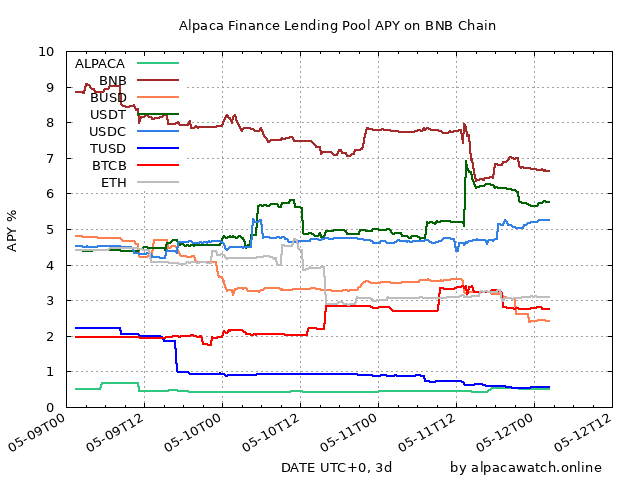 Alpaca Finance Lending Pool APY on BNB Chain
10
9
8
7
6
5
4
3
2
1
0
APY %
ALPACA
BNB
BUSD
USDT
USDC
TUSD
BTCB
ETH
05-09T00
05-09T12
05-10T00
05-10T12
05-11T00
05-11T12
05-12T00
05-12T12
DATE UTC+0, 3d
by alpacawatch.online